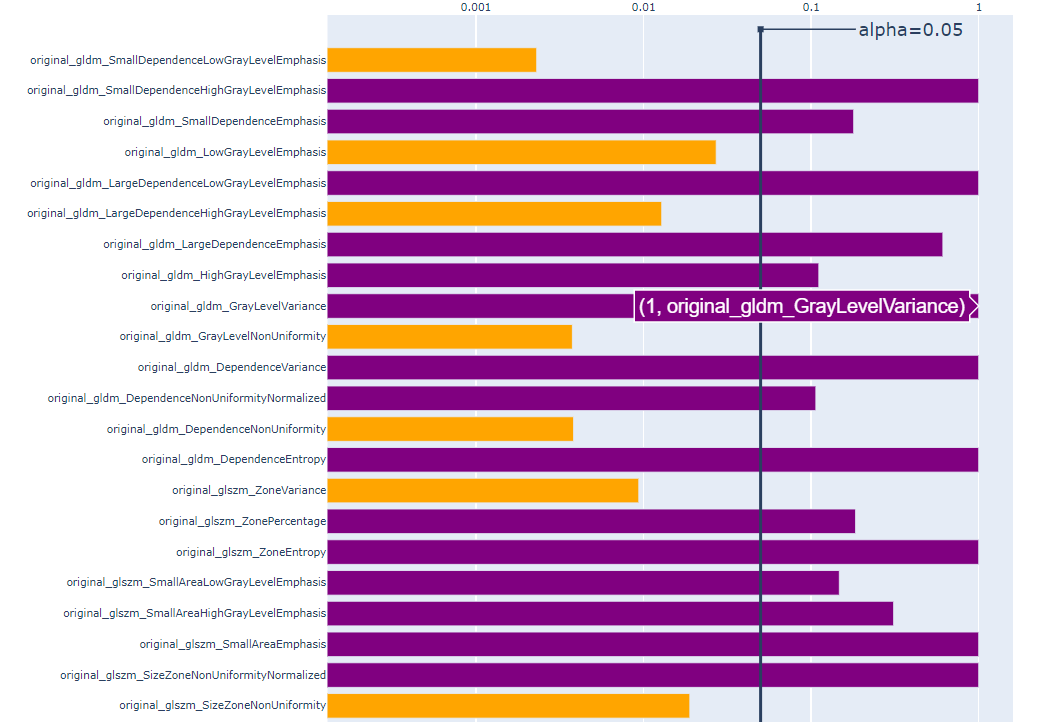 0.001 0.01 0.1 1
alpha=0.05
original_gldm_SmallDependenceLowGrayLevelEmphasis
original_gldm_SmallDependenceHighGrayLevelEmphasis
original_gldm_SmallDependenceEmphasis
original_gldm_LowGrayLevelEmphasis
original_gldm_LargeDependenceLowGrayLevelEmphasis
original_gldm_LargeDependenceHighGrayLevelEmphasis
original_gldm_LargeDependenceEmphasis
original_gldm_HighGrayLevelEmphasis
original_gldm_GrayLevelVariance (1, original_gldm_GrayLevelVariance)
original_gldm_GrayLevelNonUniformity
original_gldm_DependenceVariance
original_gldm_DependenceNonUniformityNormalized
original_gldm_DependenceNonUniformity
original_gldm_DependenceEntropy
original_glszm_ZoneVariance
original_glszm_ZonePercentage
original_glszm_ZoneEntropy
original_glszm_SmallAreaLowGrayLevelEmphasis
original_glszm_SmallAreaHighGrayLevelEmphasis
original_glszm_SmallAreaEmphasis
original_glszm_SizeZoneNonUniformityNormalized
original_glszm_SizeZoneNonUniformity